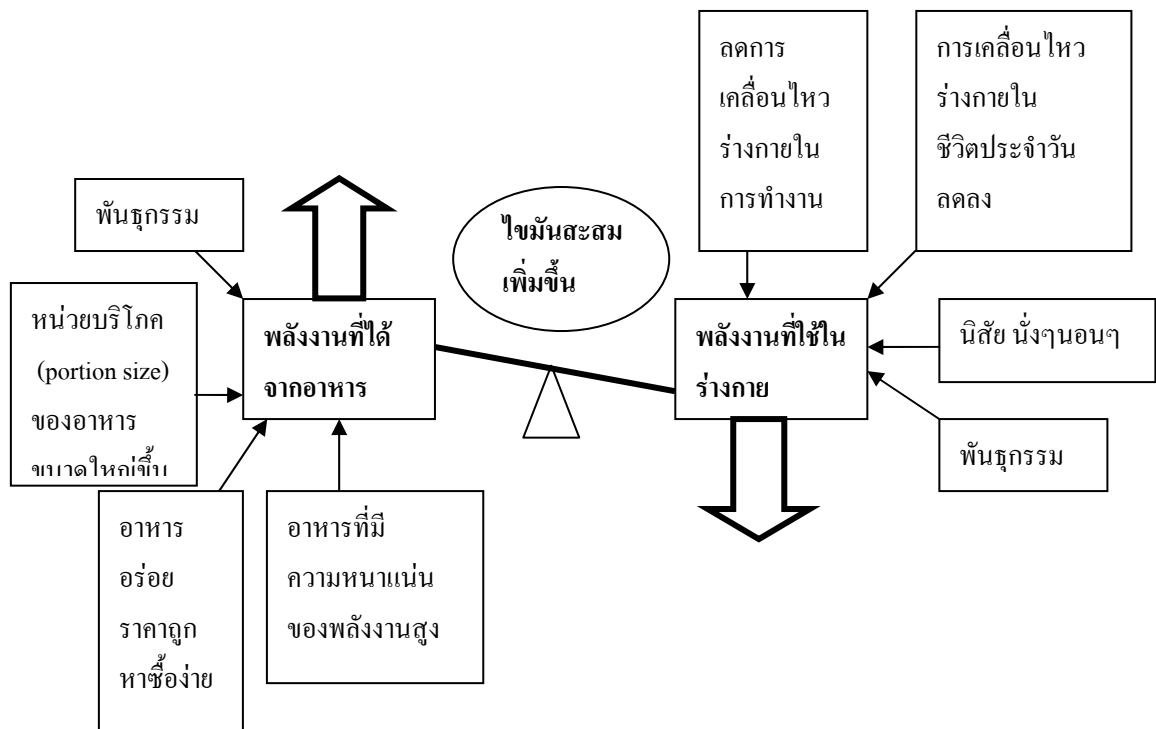 ลดการ
เคลื่อนไหว
ร่างกายใน
การทำงาน
การเคลื่อนไหว
ร่างกายใน
ชีวิตประจำวัน
ลดลง
พันธุกรรม
ไขมันสะสม
เพิ่มขึ้น
หน่วยบริโภค
(portion size)
ของอาหาร
ขนาดใหญ่ขึ้น
พลังงานที่ได้
จากอาหาร
พลังงานที่ใช้ใน
ร่างกาย
นิสัย นั่งๆนอนๆ
พันธุกรรม
อาหาร
อร่อย
ราคาถูก
หาซื้อง่าย
อาหารที่มี
ความหนาแน่น
ของพลังงานสูง